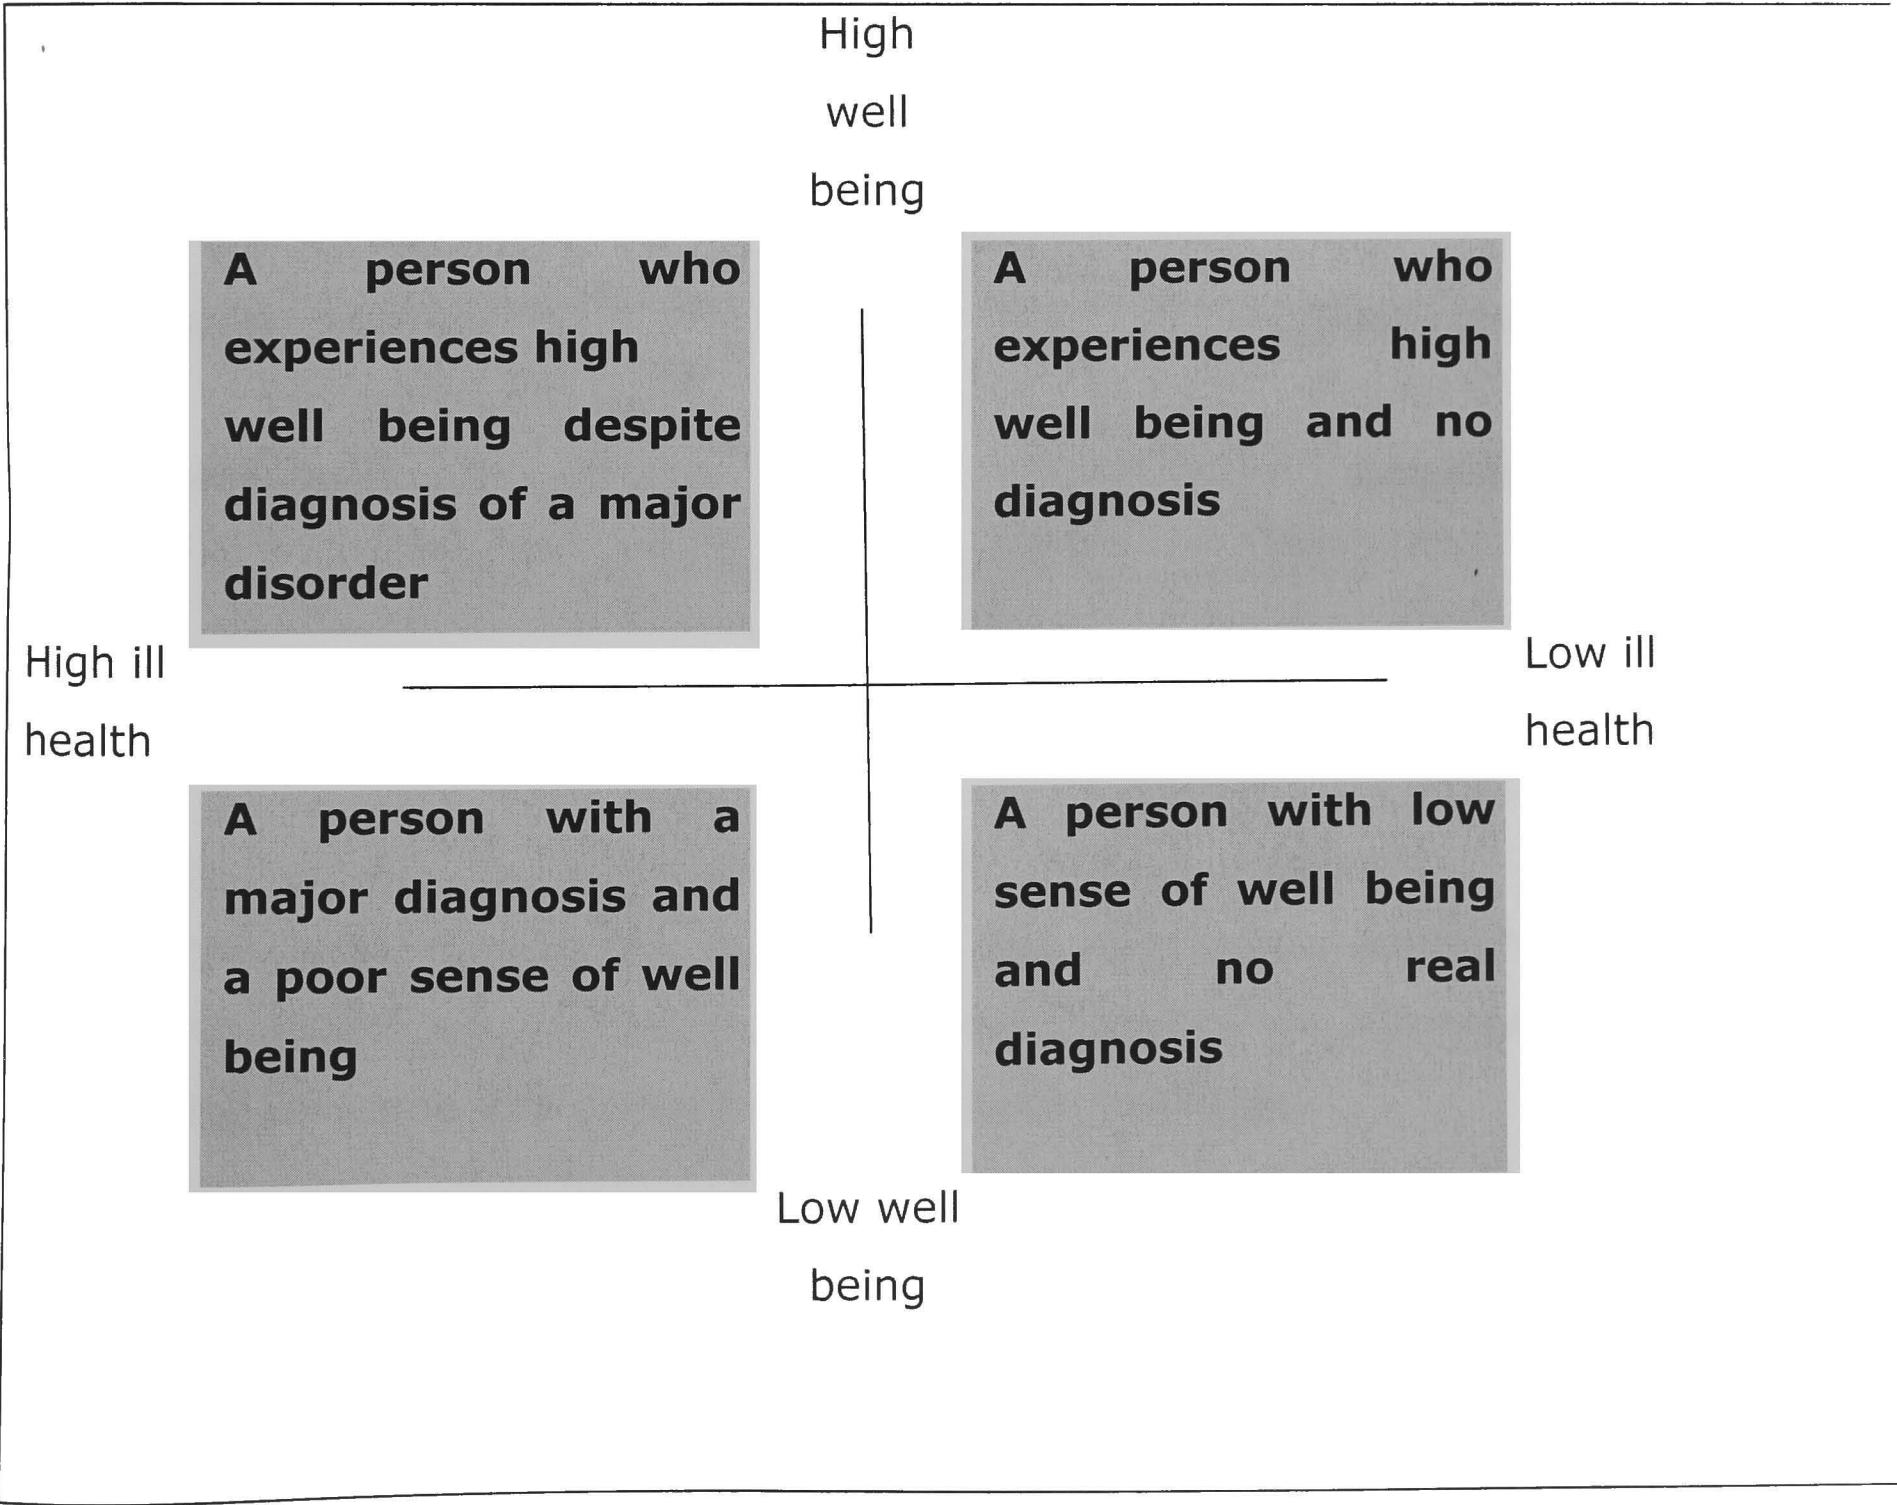 High
well
being
A person who
experiences high
well being despite
diagnosis of a major
disorder
A person who
experiences high
well being and no
diagnosis
High ill
health
Low ill
health
A person with a
major diagnosis and
a poor sense of well
being
A person with low
sense of well being
and no real
diagnosis
Low well
being